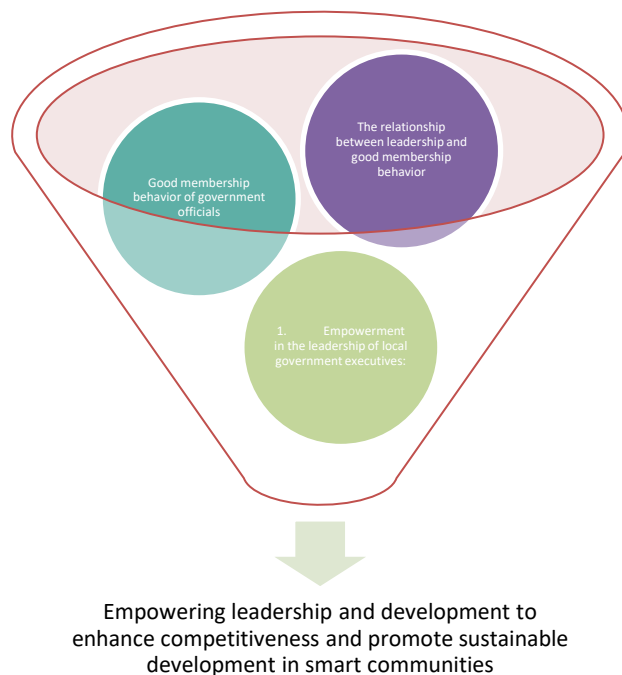 The relationship
between leadership and
good membership
behavior
Good membership
behavior of government
officials
1. Empowerment
in the leadership of local
government executives:
Empowering leadership and development to
enhance competitiveness and promote sustainable
development in smart communities